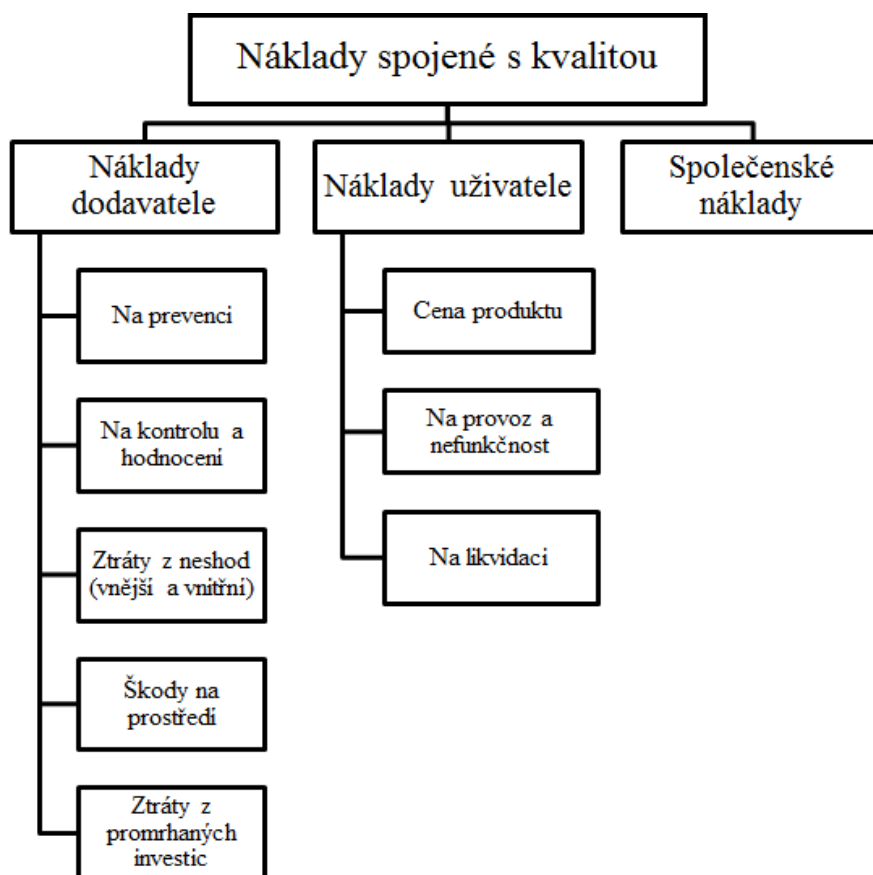 Náklady spojené s kvalitou
Náklady
dodavatele
Náklady uživatele
Společenské
náklady
Na prevenci
Na kontrolu a
hodnocení
Ztráty z neshod
(vnější a vnitřní)
Škody na
prostředí
Ztráty z
promrhaných
investic
Cena produktu
Na provoz a
nefunkčnost
Na likvidaci